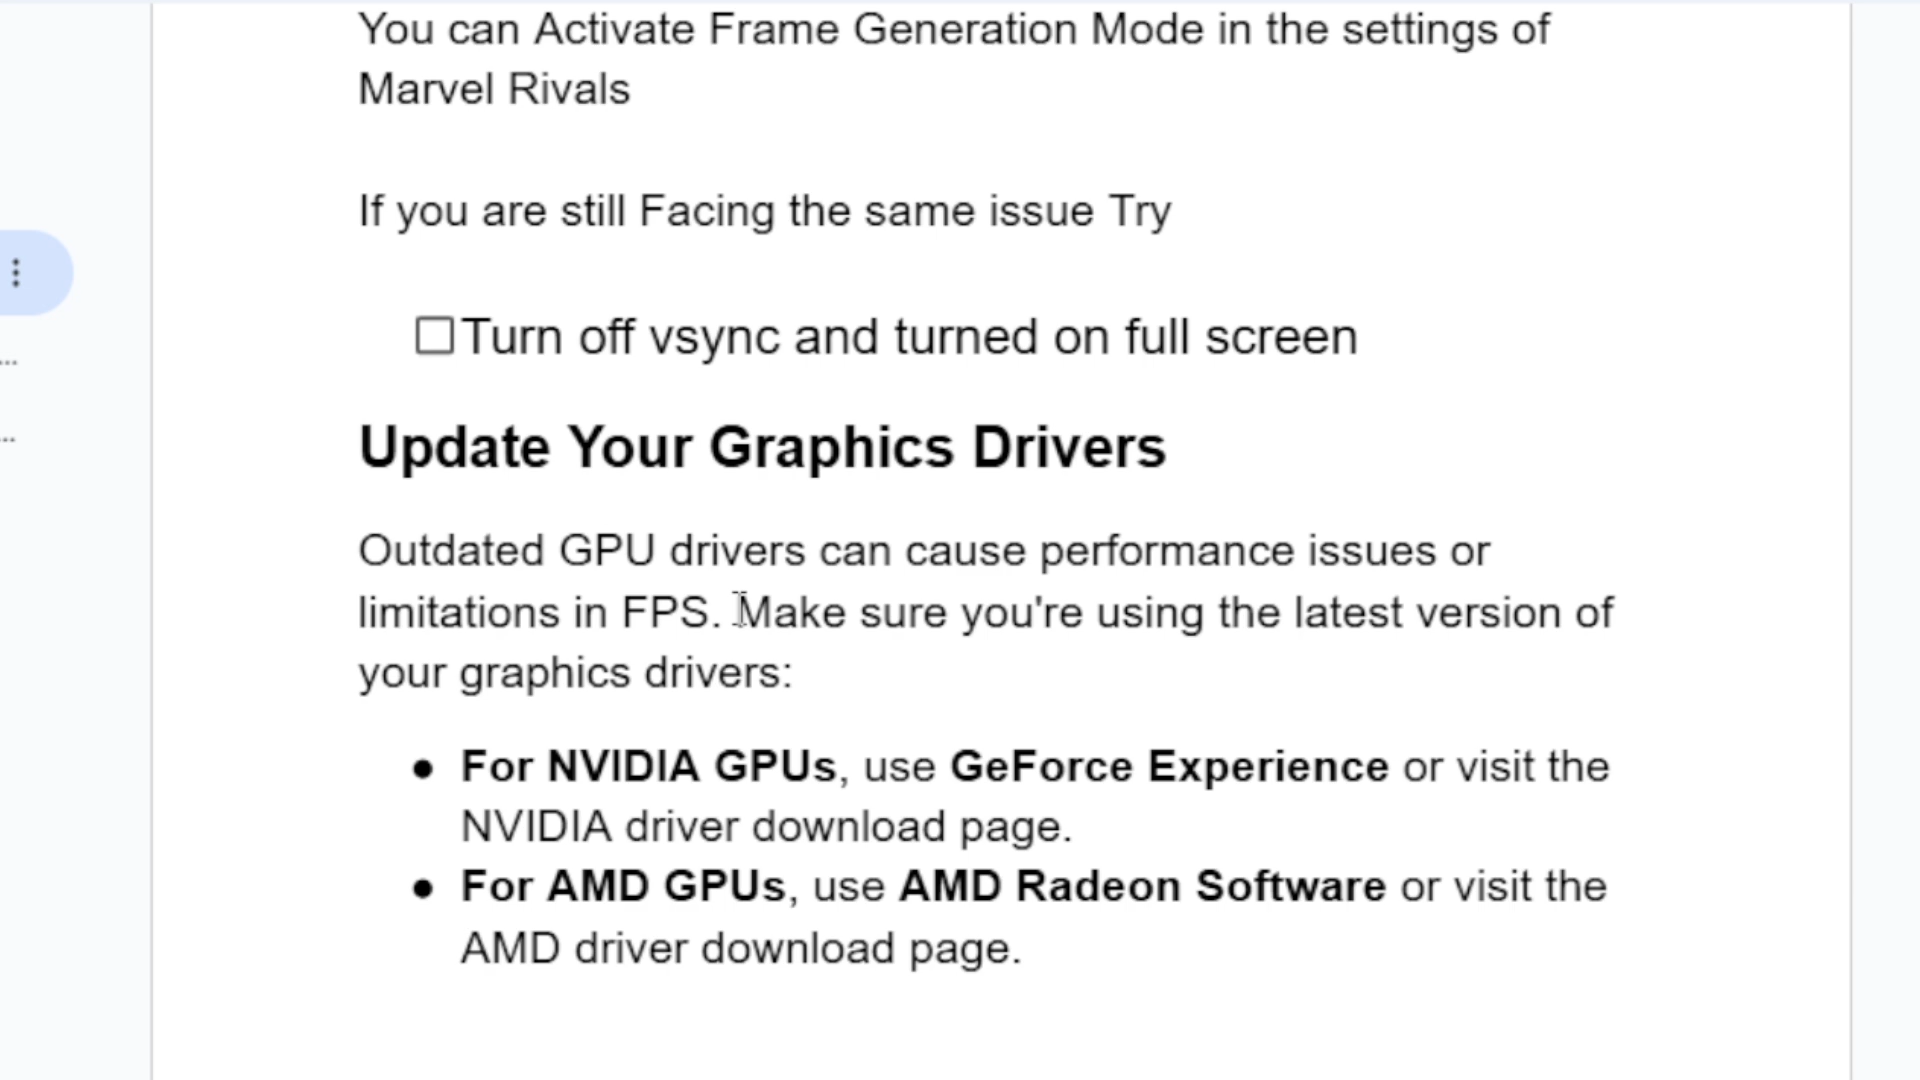 You can Activate Frame Generation Mode in the settings of
Marvel Rivals
If you are still Facing the same issue Try
Turn off vsync and turned on full screen
Update Your Graphics Drivers
Outdated GPU drivers can cause performance issues or
limitations in FPS. Make sure you're using the latest version of
your graphics drivers:
● For NVIDIA GPUs, use GeForce Experience or visit the
NVIDIA driver download page.
● For AMD GPUs, use AMD Radeon Software or visit the
AMD driver download page.